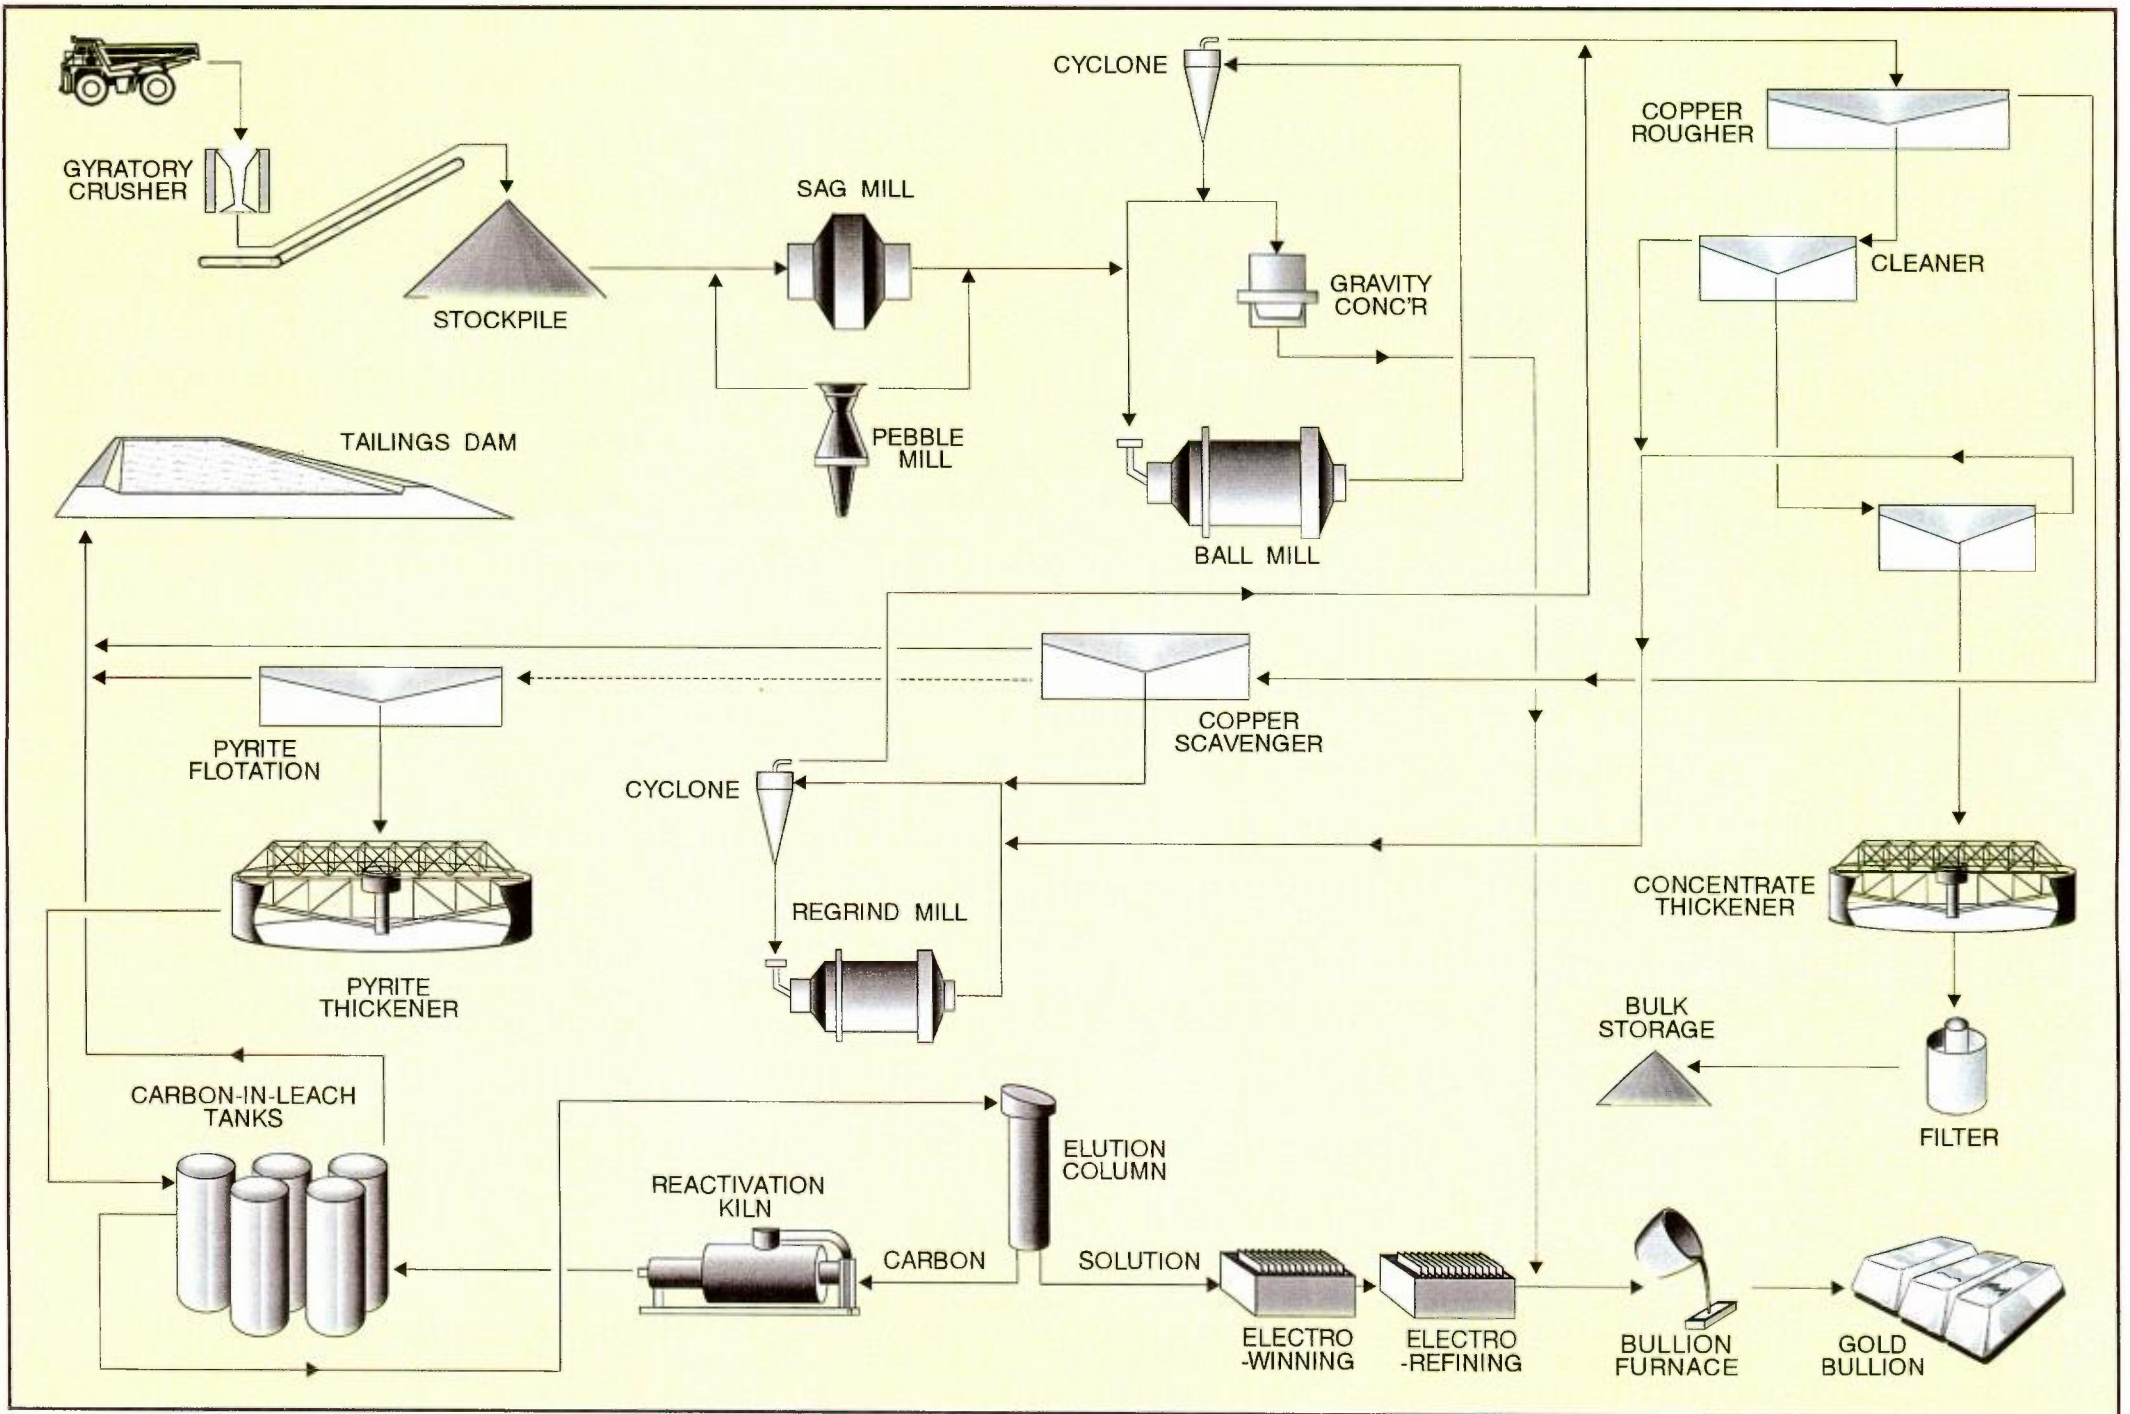 CYCLONE
COPPER
ROUGHER
GYRATORY
CRUSHER
SAG MILL
CLEANER
GRAVITY
CONC'R
STOCKPILE
TAILINGS DAM
PEBBLE
MILL
BALL MILL
COPPER
SCAVENGER
PYRITE
FLOTATION
CYCLONE
CONCENTRATE
THICKENER
REGRIND MILL
PYRITE
THICKENER
BULK
STORAGE
CARBON-IN-LEACH
TANKS
FILTER
ELUTION
COLUMN
REACTIVATION
KILN
CARBON
SOLUTION
ELECTRO
-WINNING
ELECTRO
-REFINING
BULLION
FURNACE
GOLD
BULLION